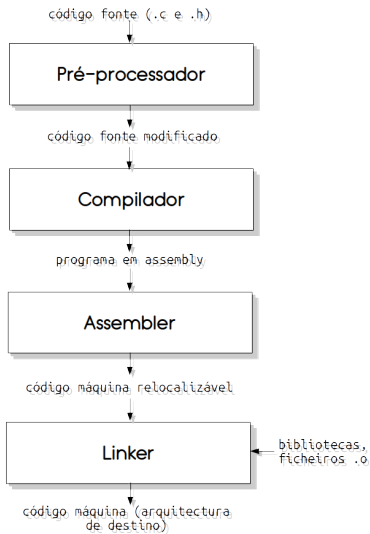 código fonte (.c e .h)
Pré-processador
código fonte modificado
Compilador
programa em assembly
Assembler
código máquina relocalizável
Linker
bibliotecas,
ficheiros .o
código máquina (arquitectura
de destino)